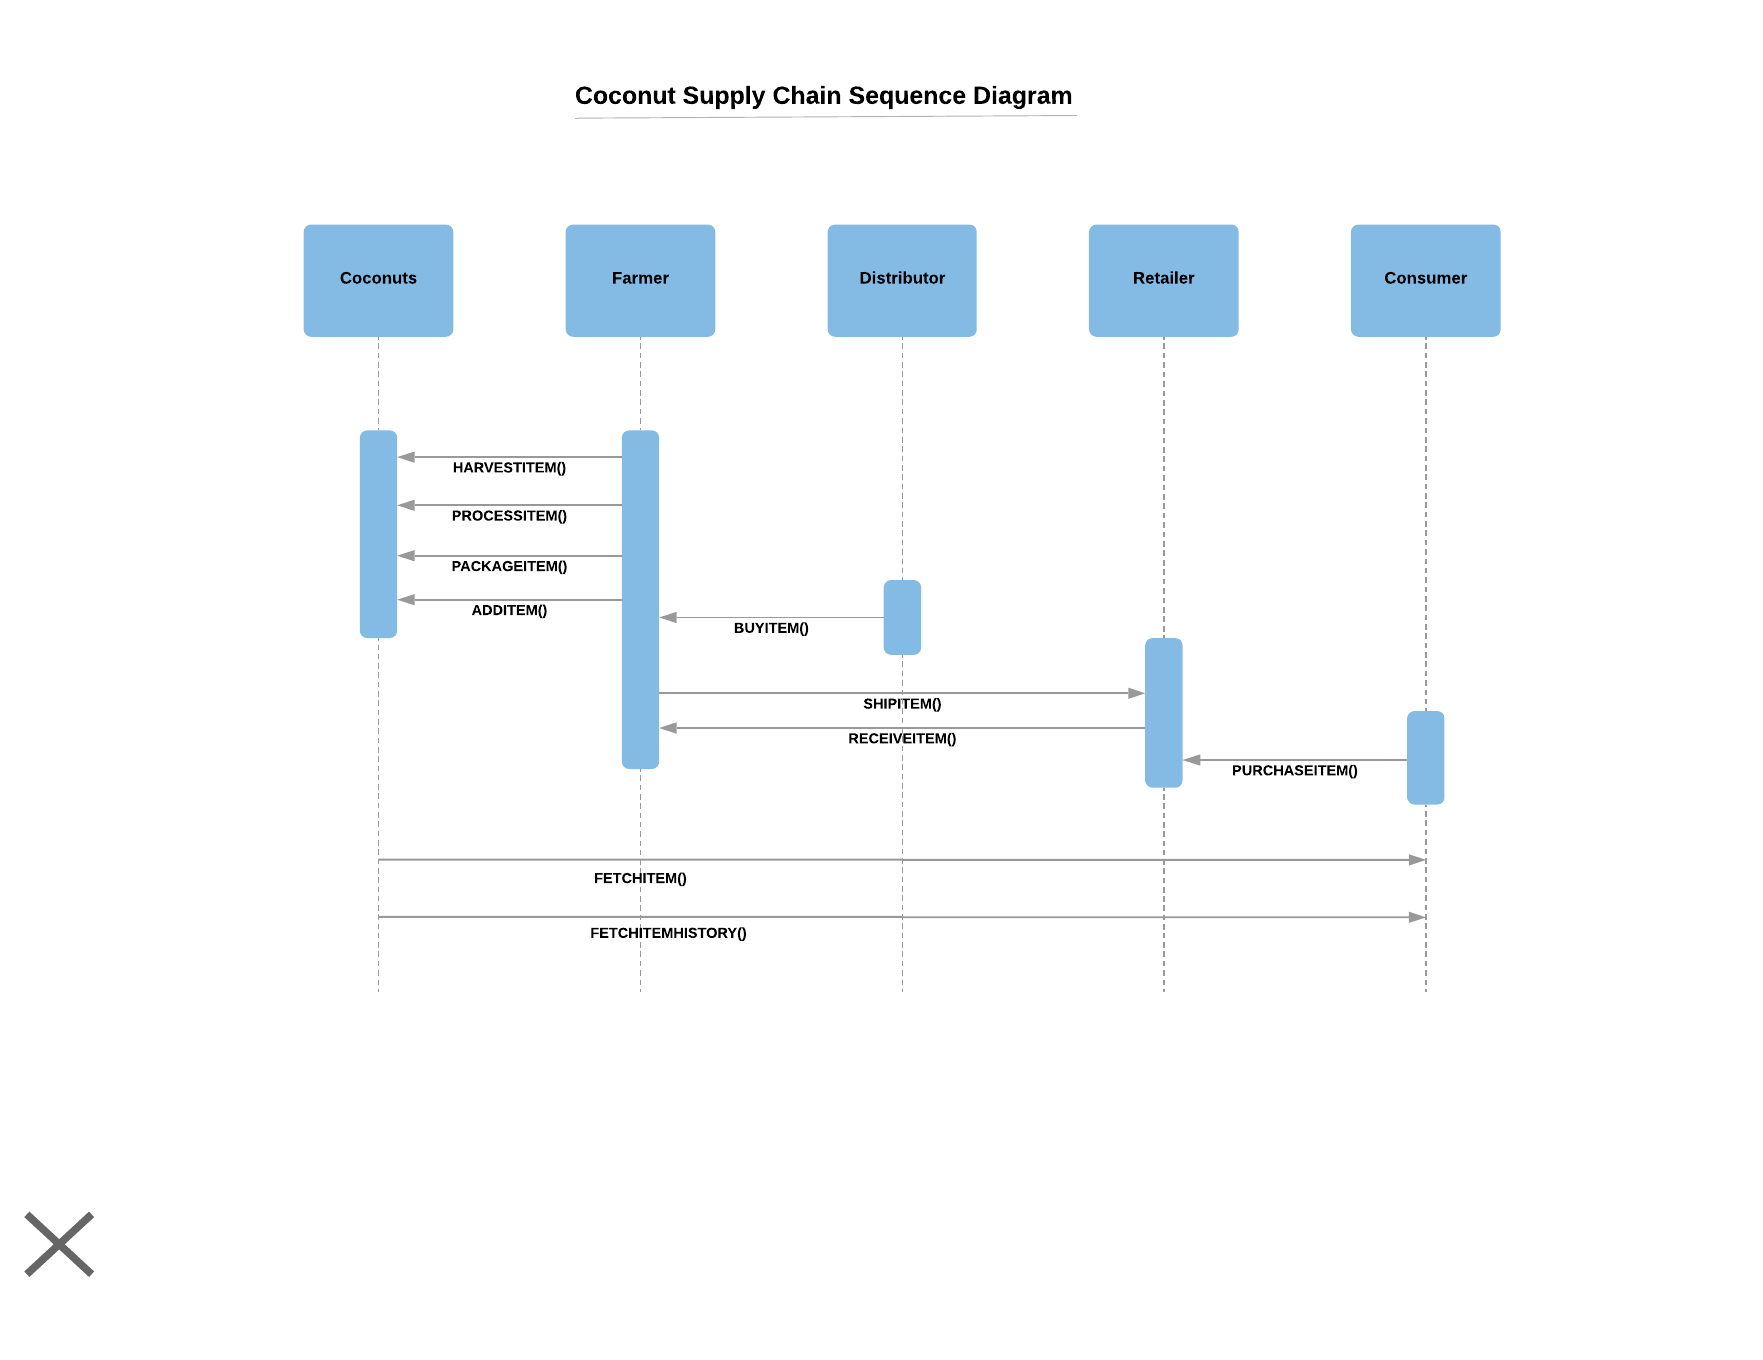 Coconut Supply Chain Sequence Diagram
Coconuts
Farmer
Distributor
Retailer
Consumer
HARVESTITEM()
PROCESSITEM()
PACKAGEITEM()
ADDITEM()
BUYITEM()
SHIPITEM()
RECEIVEITEM()
PURCHASEITEM()
FETCHITEM()
FETCHITEMHISTORY()